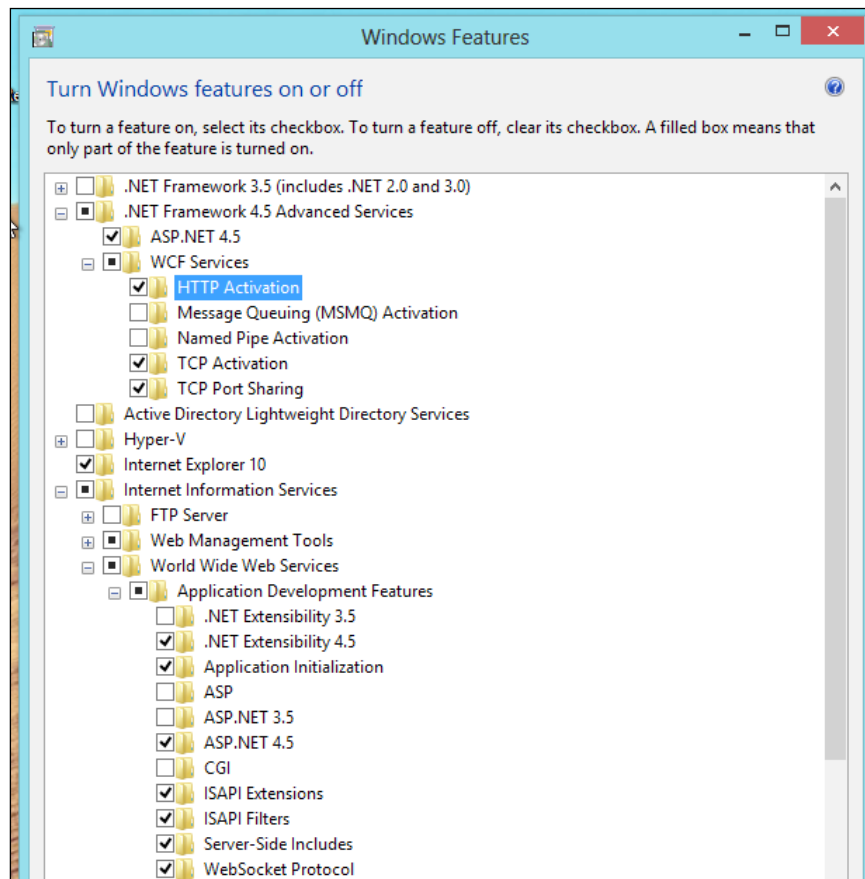 Windows Features
Turn Windows features on or off
To turn a feature on, select its checkbox. To turn a feature off, clear its checkbox. A filled box means that
only part of the feature is turned on.
.NET Framework 3.5 (includes .NET 2.0 and 3.0)
.NET Framework 4.5 Advanced Services
ASP.NET 4.5
WCF Services
HTTP Activation
Message Queuing (MSMQ) Activation
Named Pipe Activation
TCP Activation
TCP Port Sharing
Active Directory Lightweight Directory Services
Hyper-V
Internet Explorer 10
Internet Information Services
FTP Server
Web Management Tools
World Wide Web Services
Application Development Features
.NET Extensibility 3.5
.NET Extensibility 4.5
Application Initialization
ASP
ASP.NET 3.5
ASP.NET 4.5
CGI
ISAPI Extensions
ISAPI Filters
Server-Side Includes
WebSocket Protocol